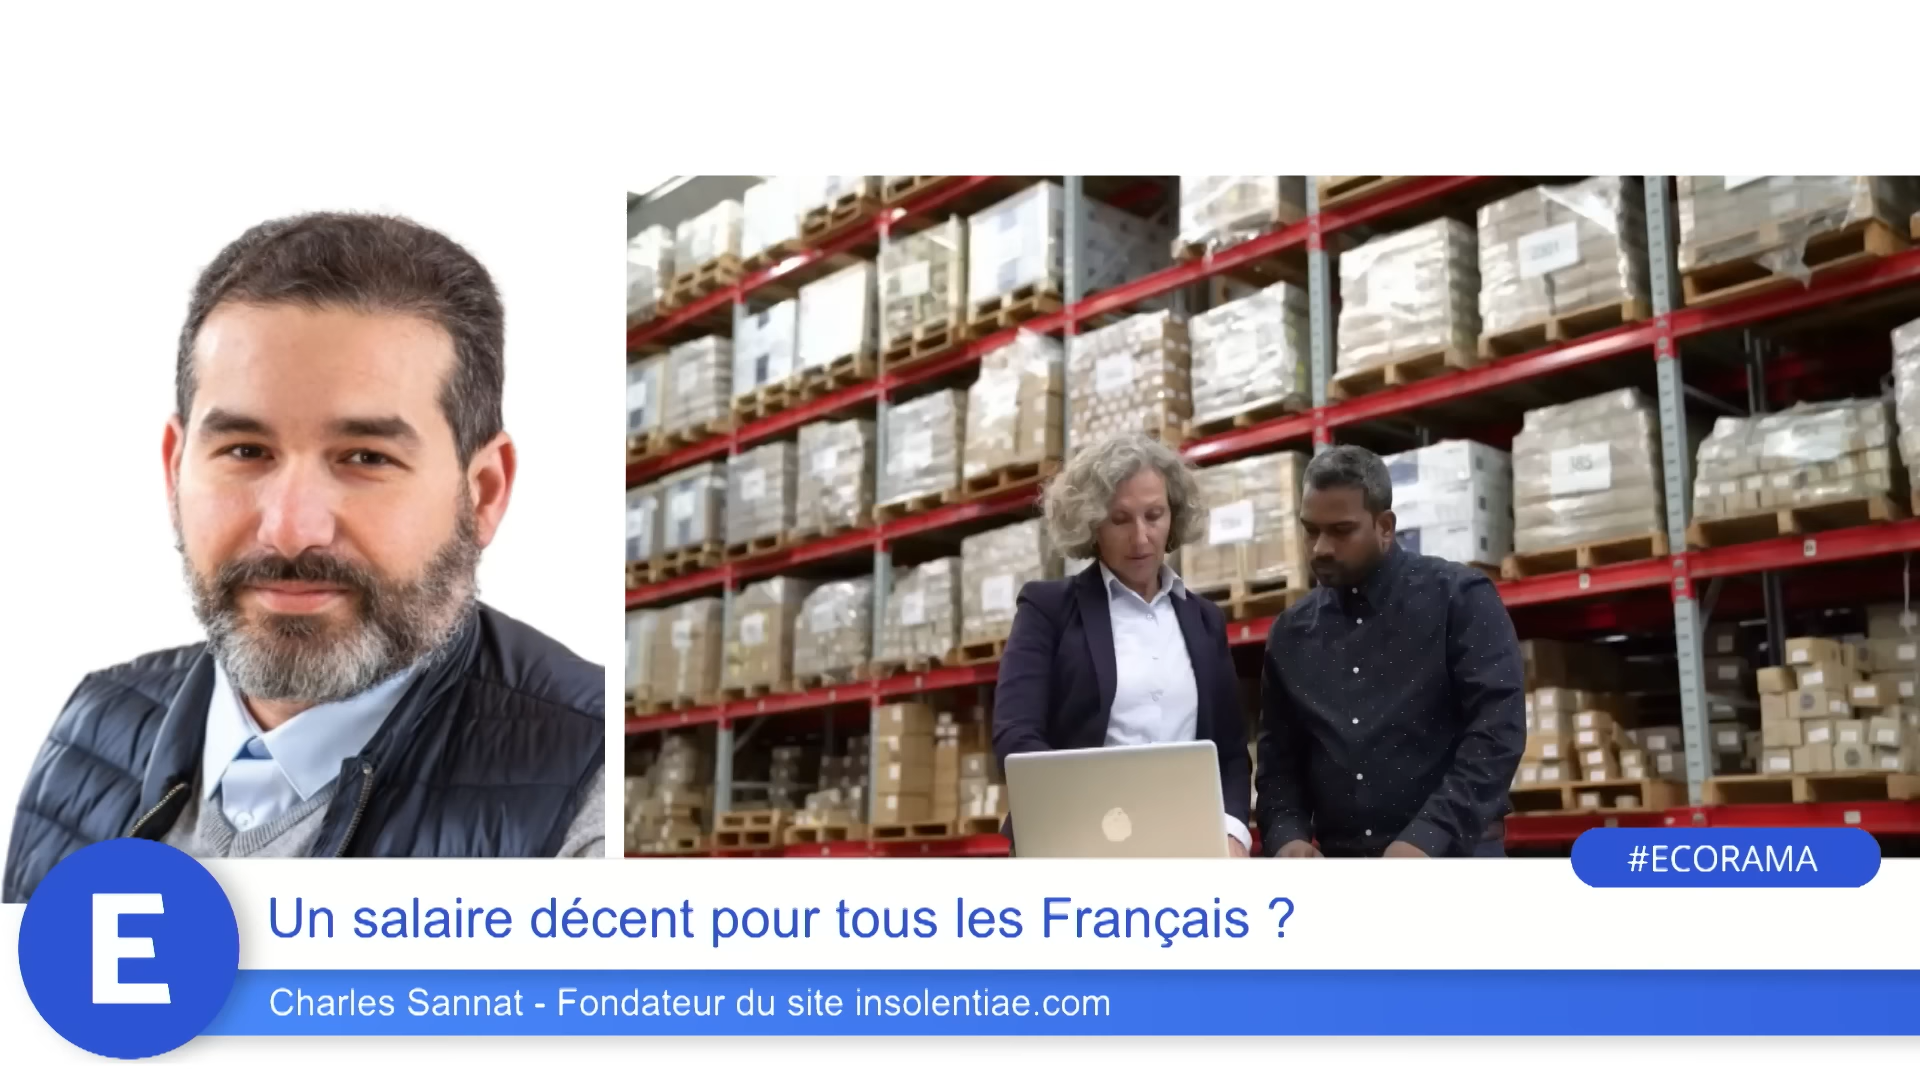 #ECORAMA
E
Un salaire décent pour tous les Français ?
Charles Sannat - Fondateur du site insolentiae.com